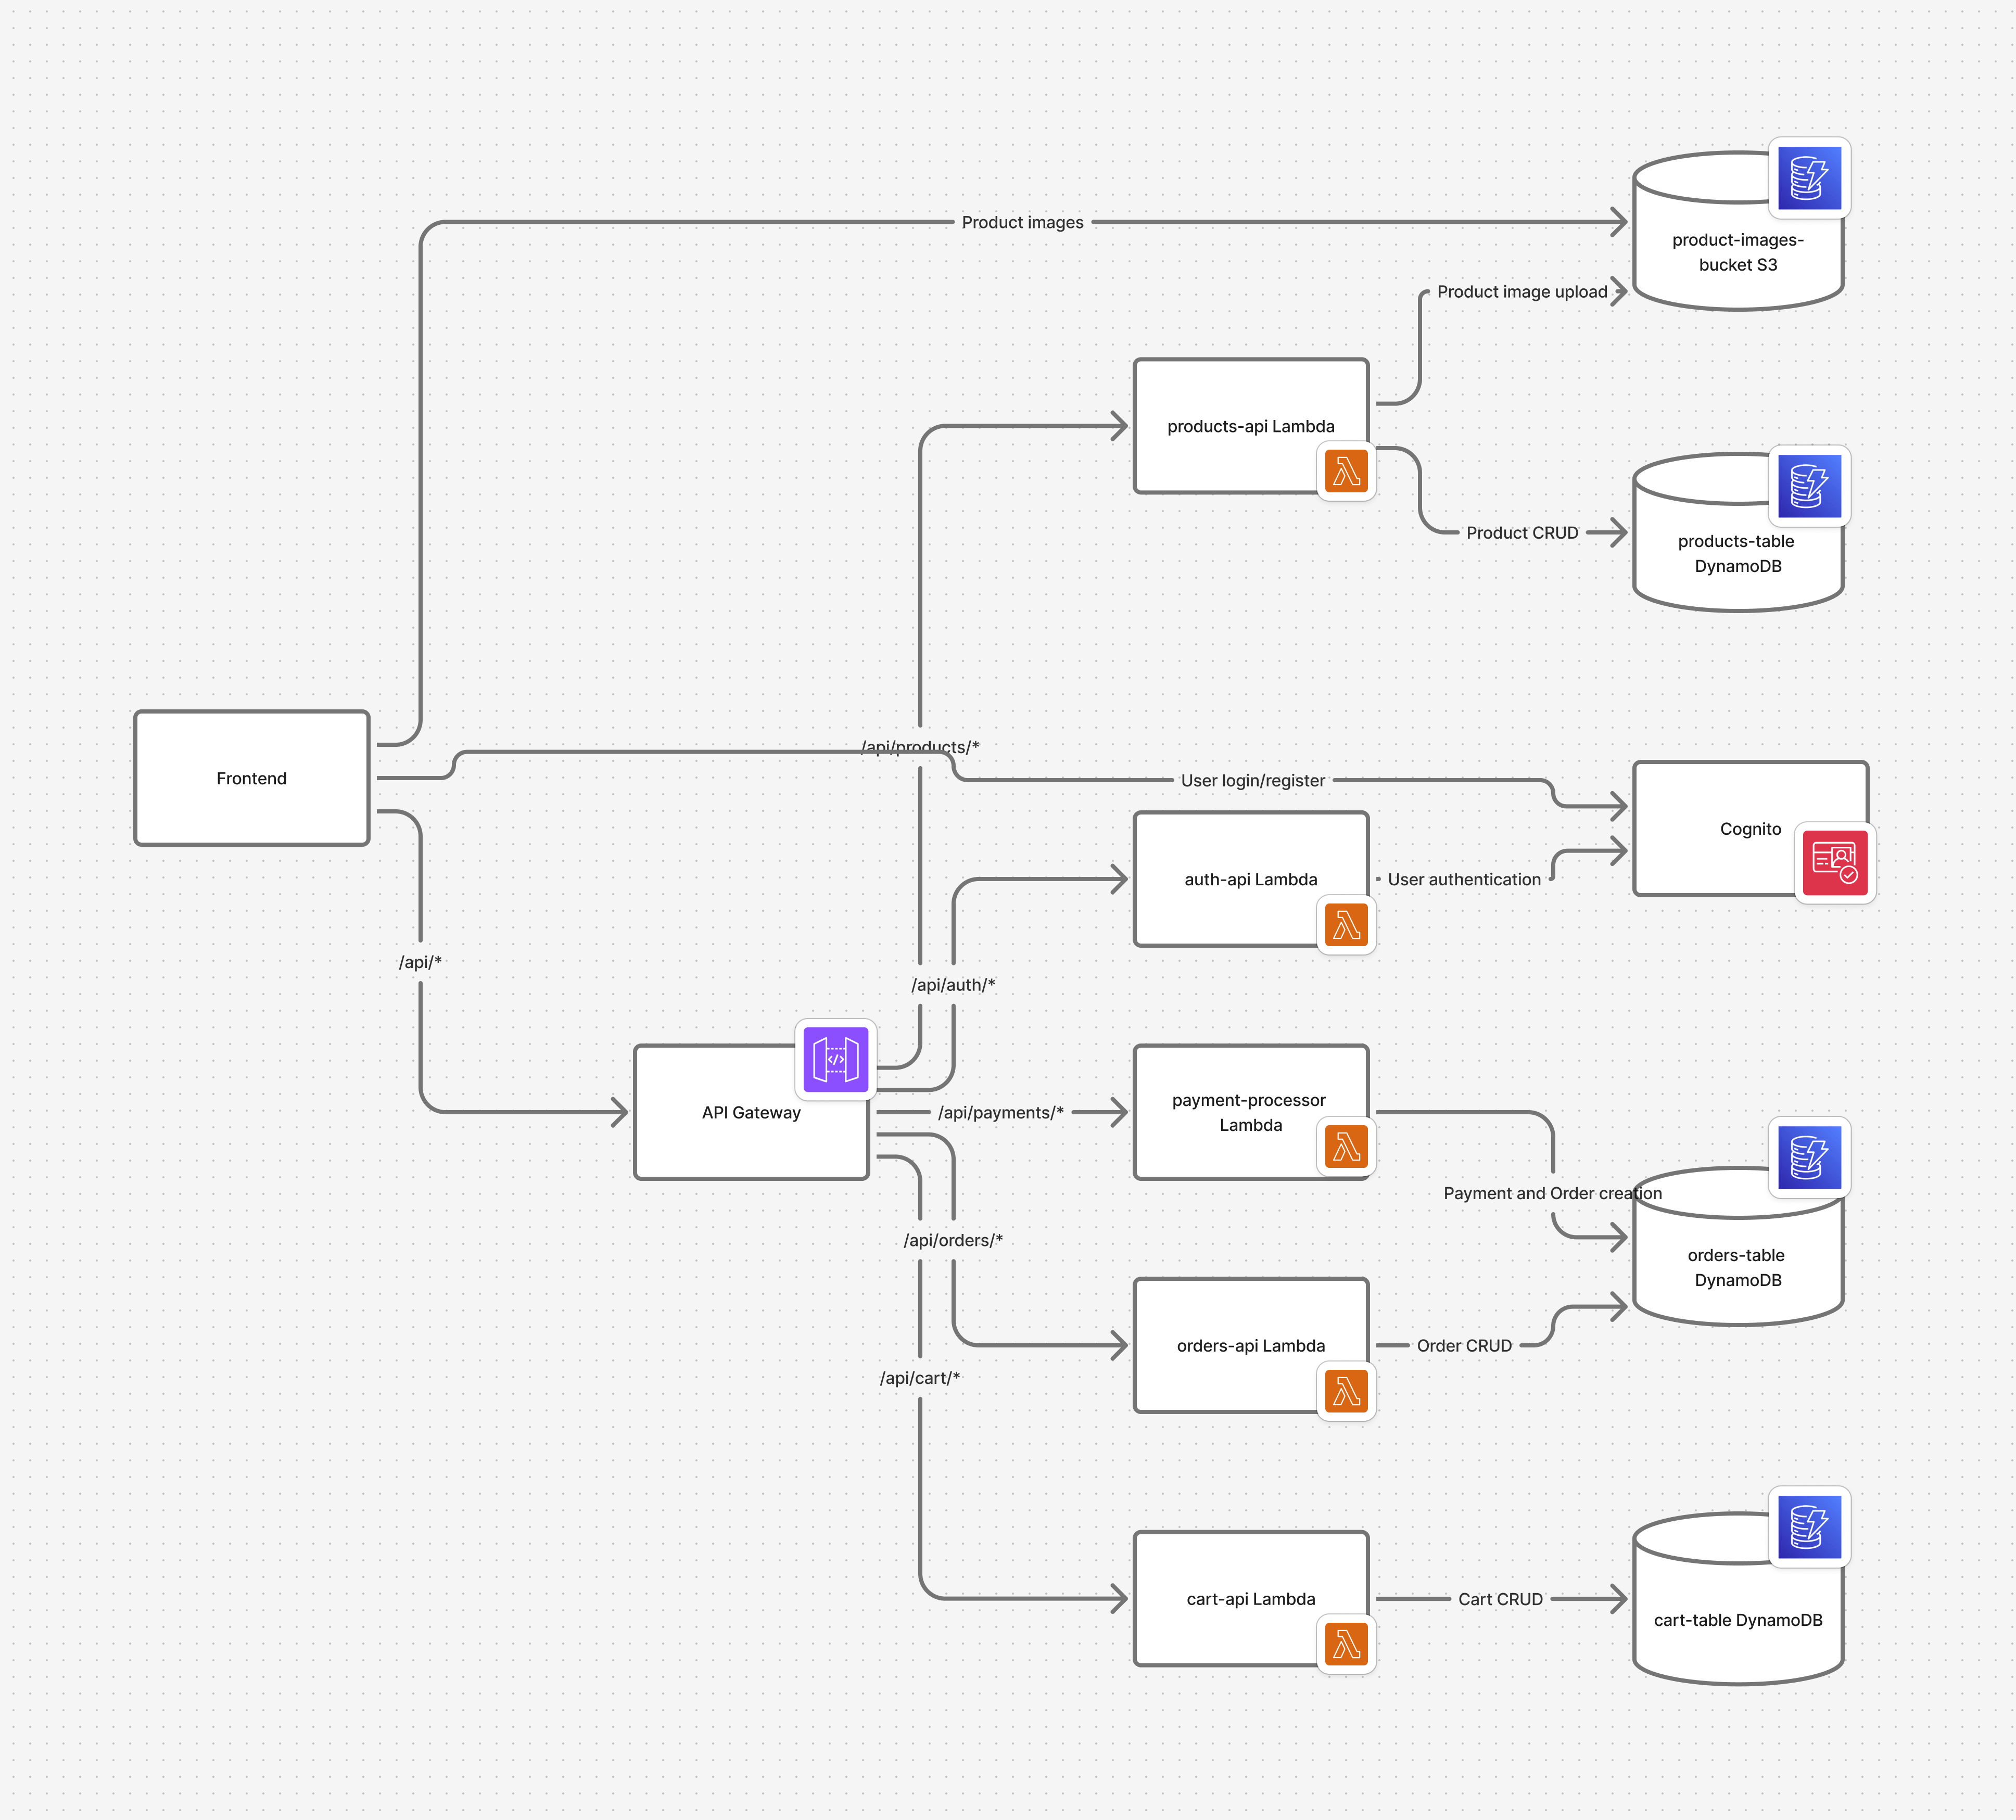 Product images
product-images-
bucket S3
Product image upload
products-api Lambda
Product CRUD
products-table
DynamoDB
/api/products/*
Frontend
User login/register
Cognito
auth-api Lambda
User authentication
/api/*
/api/auth/*
</>
API Gateway
/api/payments/*
payment-processor
Lambda
Payment and Order creation
/api/orders/*
orders-table
DynamoDB
orders-api Lambda
Order CRUD
/api/cart/*
cart-api Lambda
Cart CRUD
cart-table DynamoDB